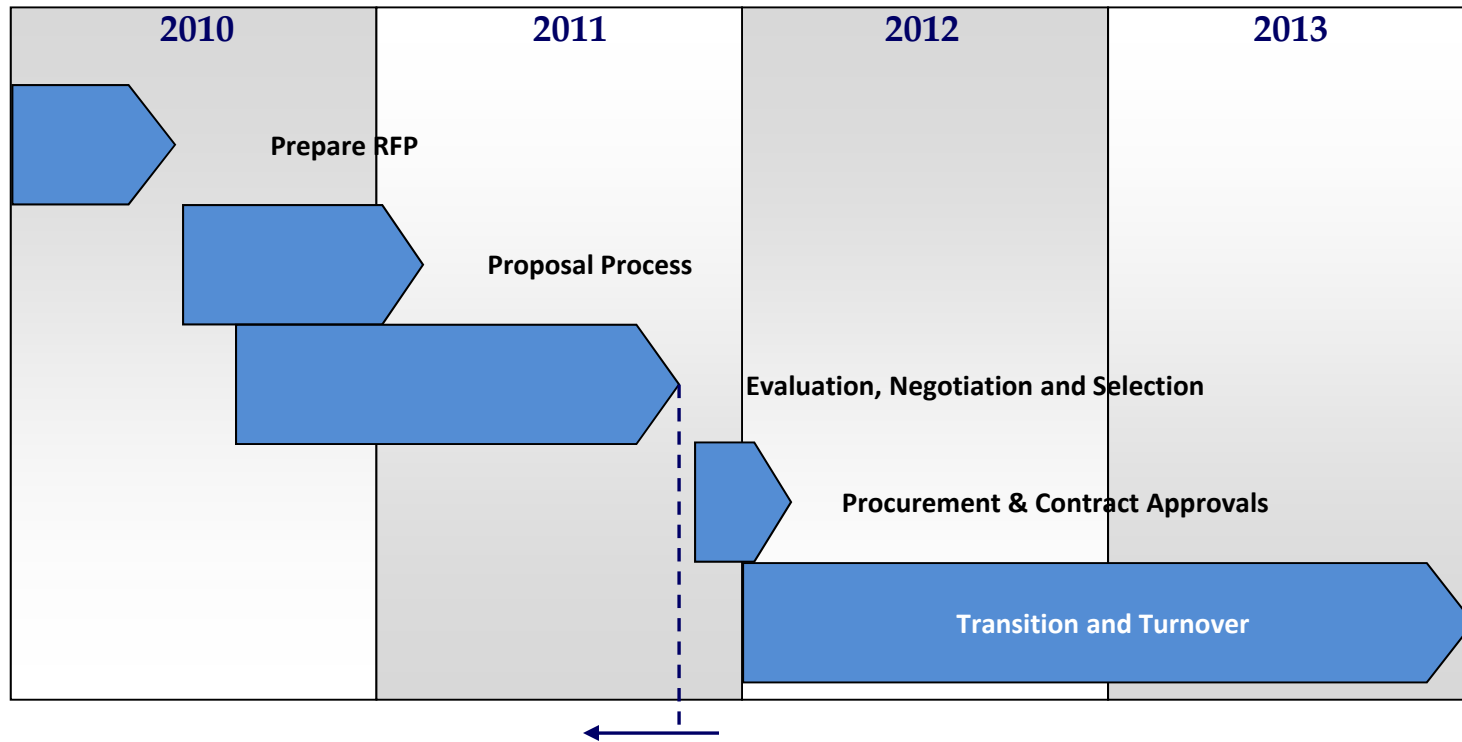 2010 2011 2012 2013
Prepare RFP
Proposal Process
Evaluation, Negotiation and Selection
Procurement & Contract Approvals
Transition and Turnover